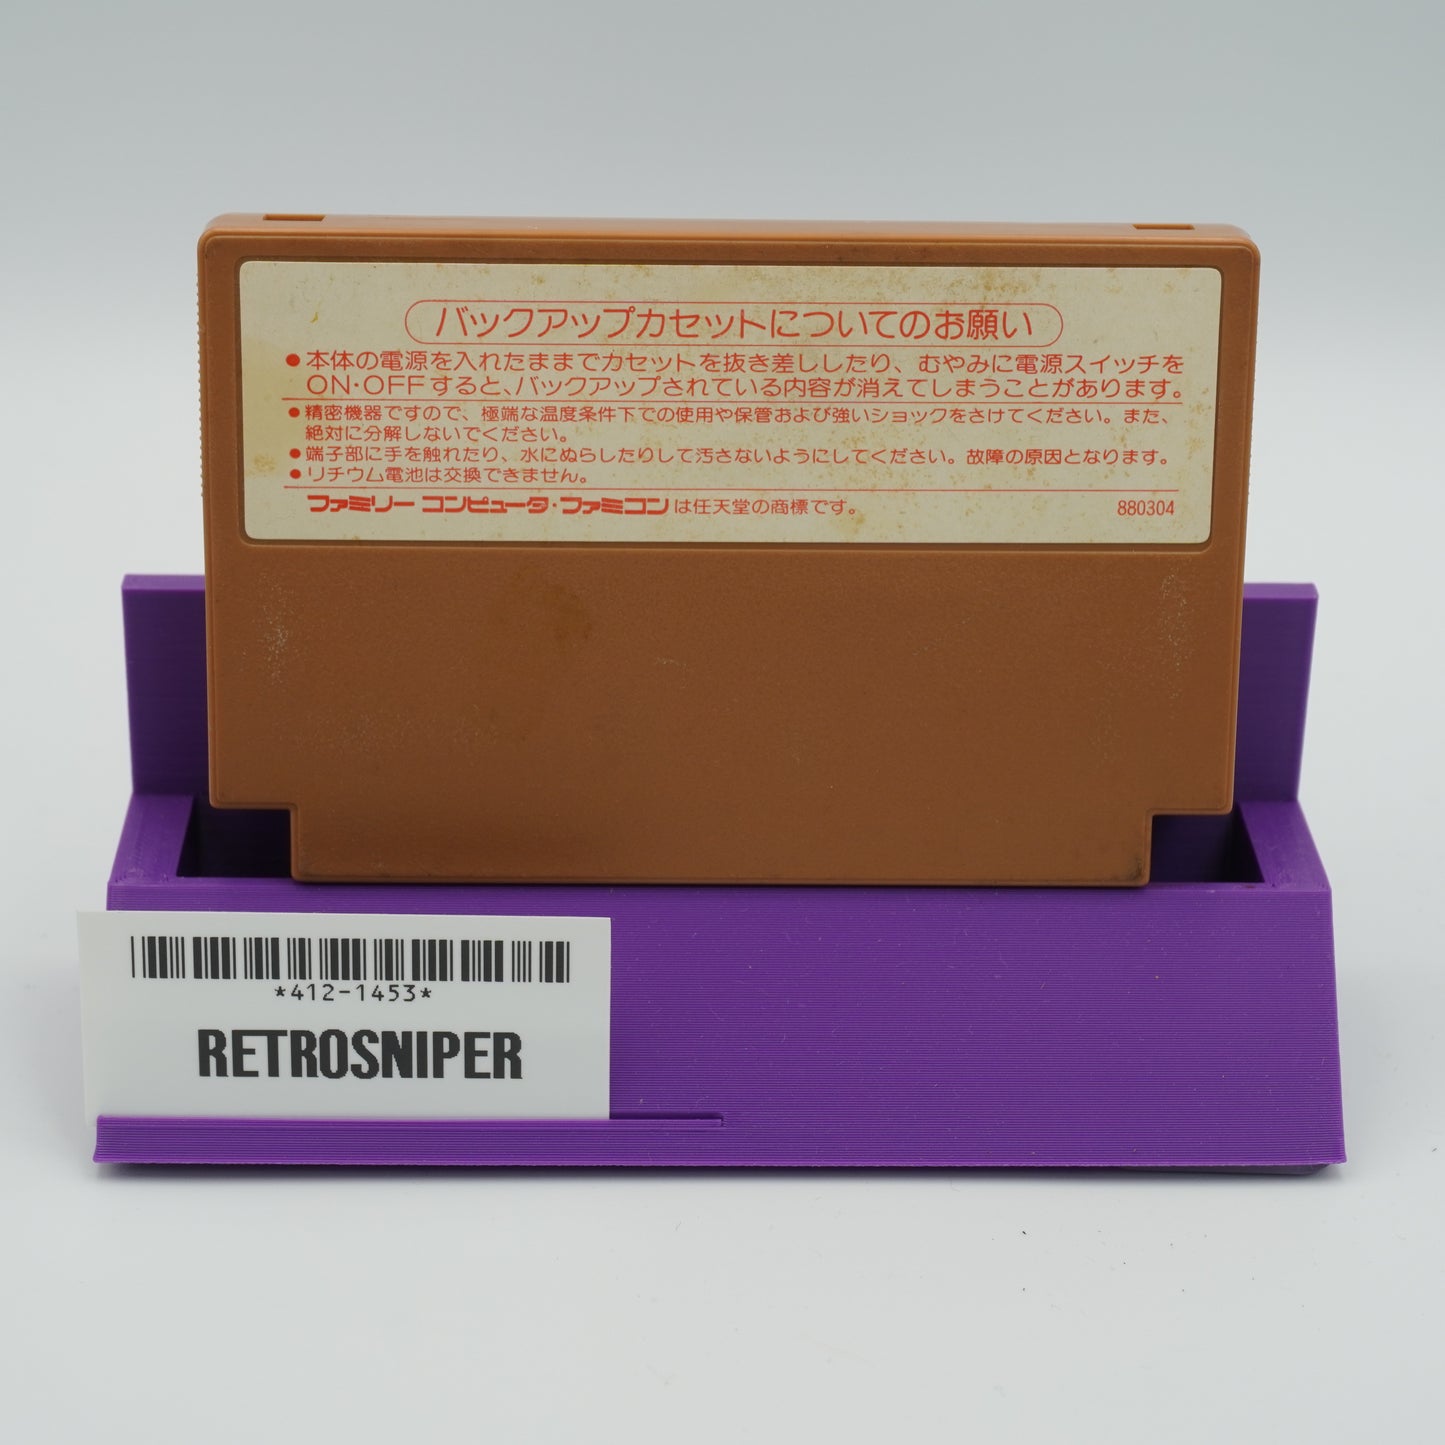 バックアップカセットについてのお願い
●本体の電源を入れたままでカセットを抜き差ししたり、むやみに電源スイッチを
ON·OFFすると、バックアップされている内容が消えてしまうことがあります。
●精密機器ですので、極端な温度条件下での使用や保管および強いショックをさけてください。また、
絶対に分解しないでください。
●端子部に手を触れたり、水にぬらしたりして汚さないようにしてください。故障の原因となります。
●リチウム電池は交換できません。
ファミリー コンピュータ·ファミコンは任天堂の商標です。 880304
*412-1453*
RETROSNIPER